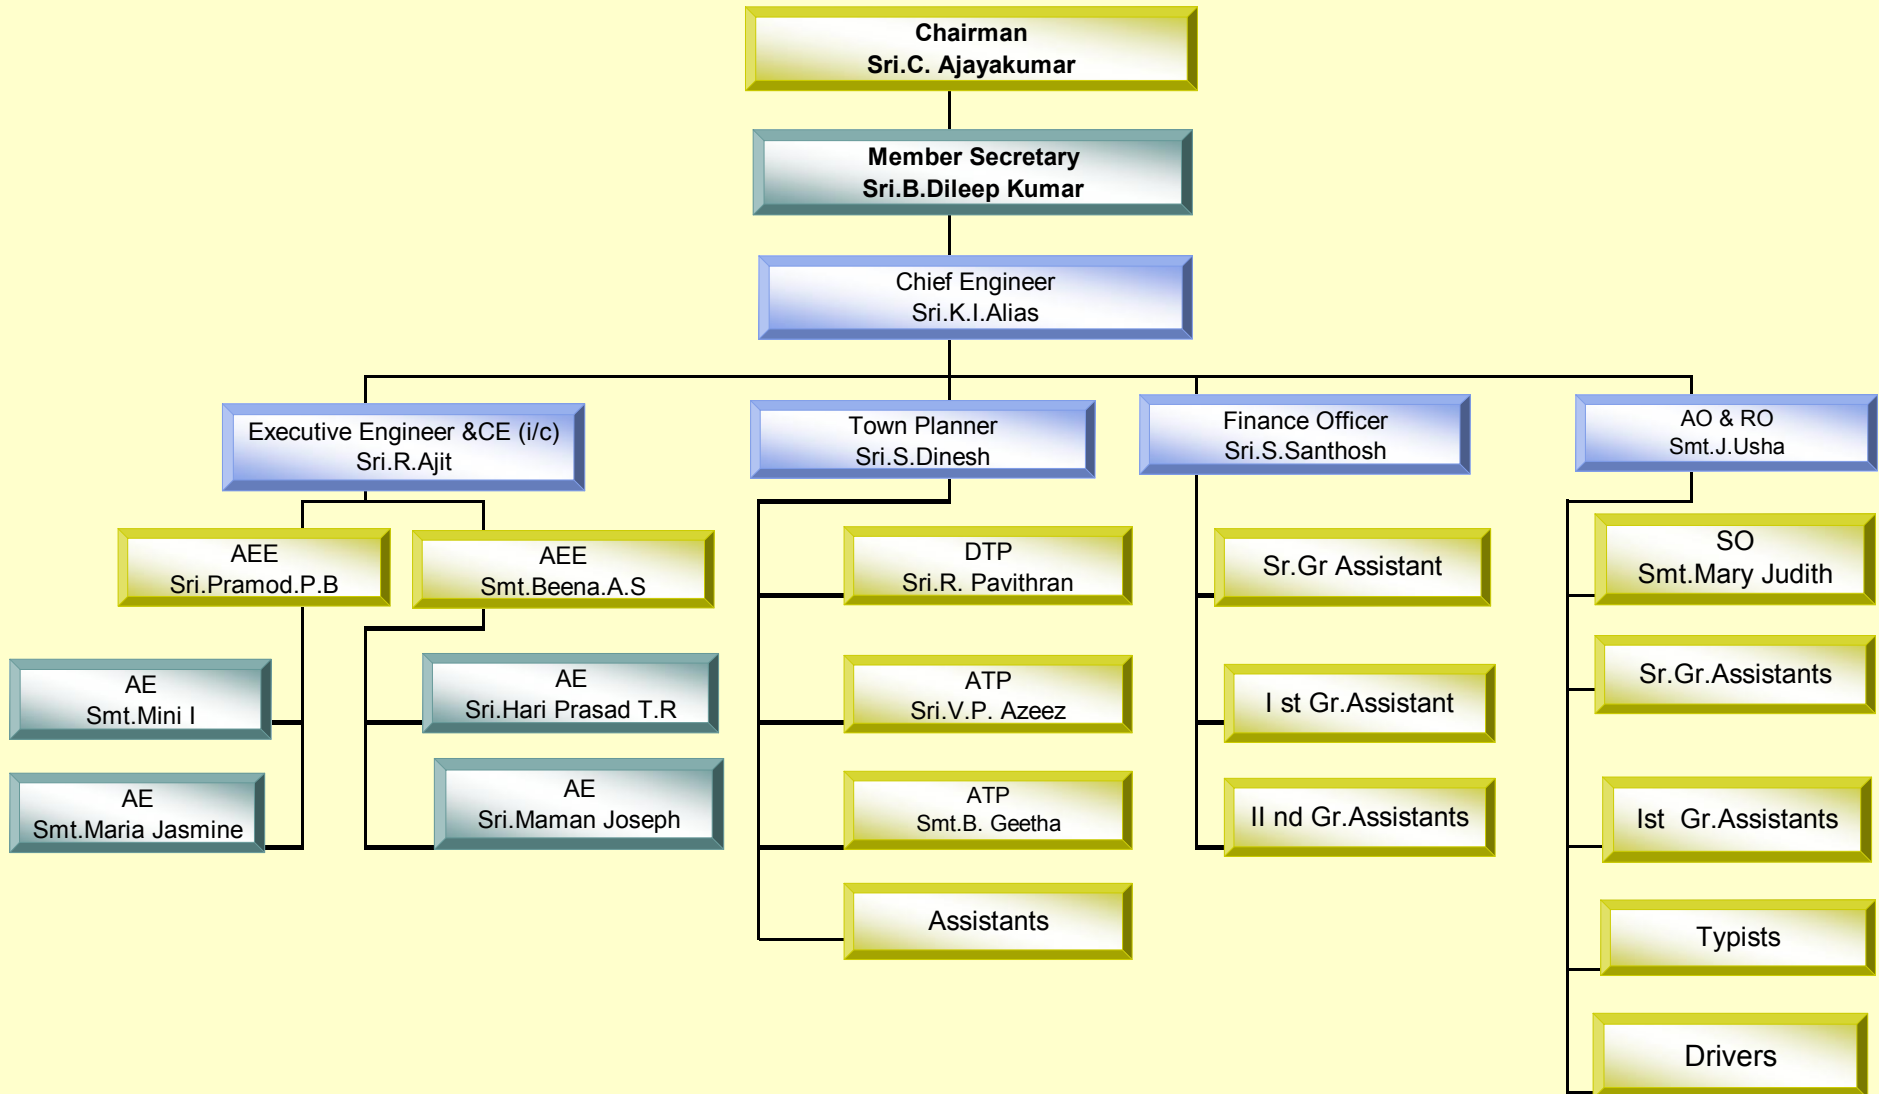 Chairman
Sri.C. Ajayakumar
Member Secretary
Sri.B.Dileep Kumar
Chief Engineer
Sri.K.I.Alias
Executive Engineer &CE (i/c)
Sri.R.Ajit
Town Planner
Sri.S.Dinesh
Finance Officer
Sri.S.Santhosh
AO & RO
Smt.J.Usha
AEE
Sri.Pramod.P.B
AEE
Smt.Beena.A.S
DTP
Sri.R. Pavithran
Sr.Gr Assistant
SO
Smt.Mary Judith
AE
Smt.Mini I
AE
Sri.Hari Prasad T.R
ATP
Sri.V.P. Azeez
I st Gr.Assistant
Sr.Gr.Assistants
AE
Smt.Maria Jasmine
AE
Sri.Maman Joseph
ATP
Smt.B. Geetha
II nd Gr.Assistants
Ist  Gr.Assistants
Assistants
Typists
Drivers